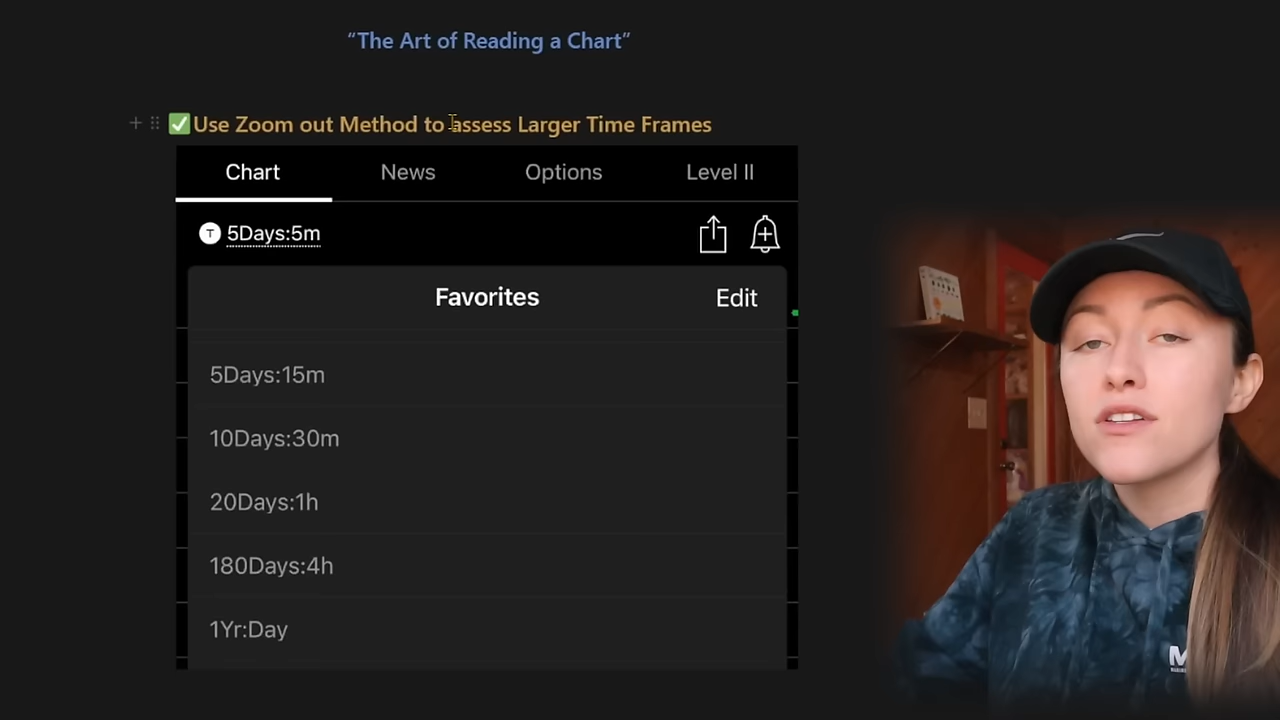 “The Art of Reading a Chart”
✅Use Zoom out Method to assess Larger Time Frames
Chart News Options Level II
T 5Days:5m
Favorites Edit
5Days:15m
10Days:30m
20Days:1h
180Days:4h
1Yr:Day
M